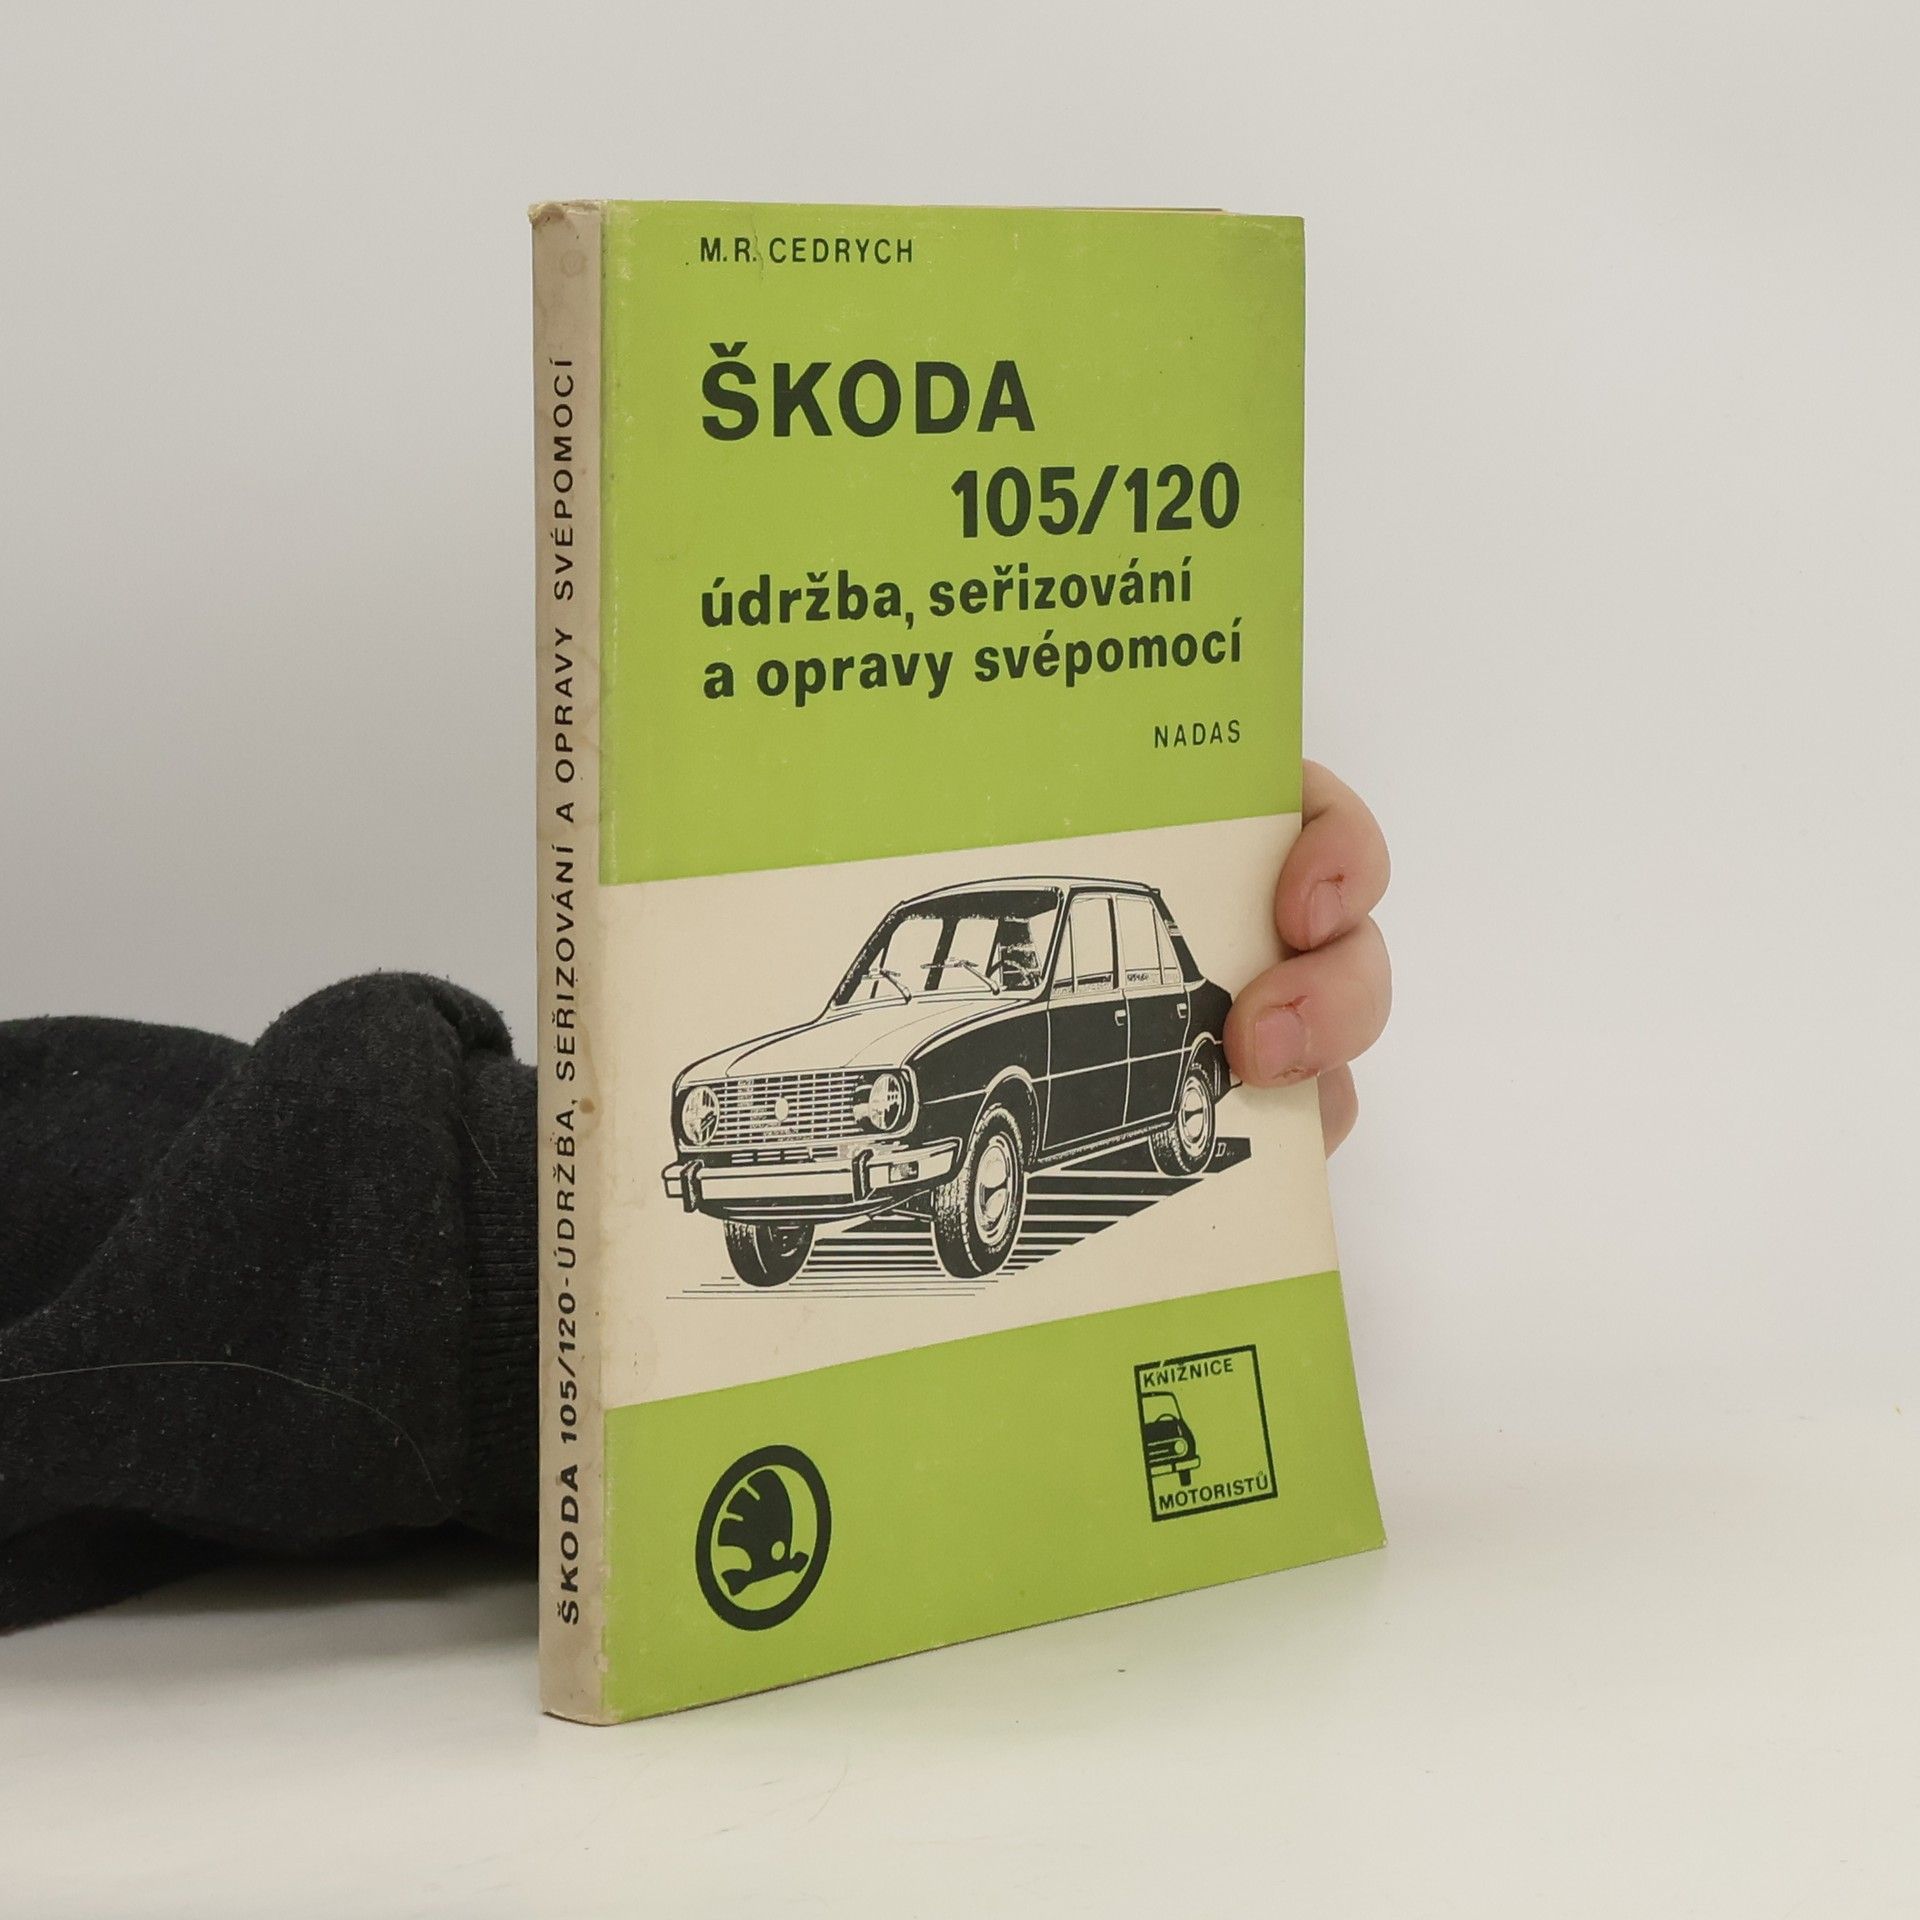 M.R. CEDRYCH
ŠKODA
105/120
údržba, seřizování
a opravy svépomocí
NADAS
KNIŽNICE
MOTORISTŮ
ŠKODA 105/120-ÚDRŽBA, SEŘIZOVÁNÍ A OPRAVY SVÉPOMOCÍ